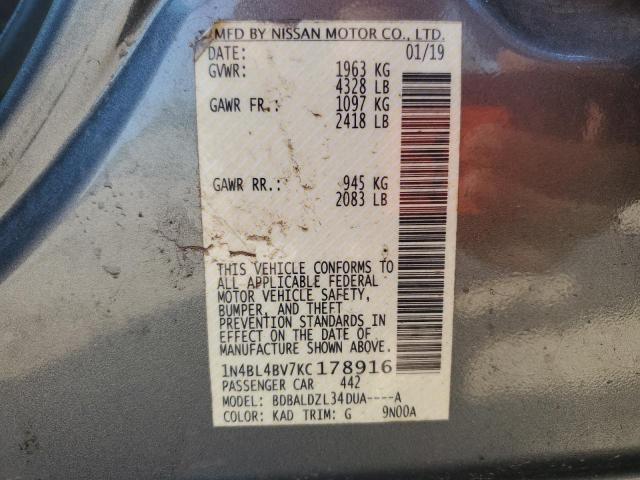 MFD BY NISSAN MOTOR CO., LTD.
DATE: 01/19
GVWR: 1963 KG
4328 LB
GAWR FR.: 1097 KG
2418 LB
GAWR RR.: 945 KG
2083 LB
THIS VEHICLE CONFORMS TO
ALL APPLICABLE FEDERAL
MOTOR VEHICLE SAFETY,
BUMPER, AND THEFT
PREVENTION STANDARDS IN
EFFECT ON THE DATE OF
MANUFACTURE SHOWN ABOVE.
1N4BL4BV7KC178916
PASSENGER CAR 442
MODEL: BDBALDZL34DUA----A
COLOR: KAD TRIM: G 9N00A